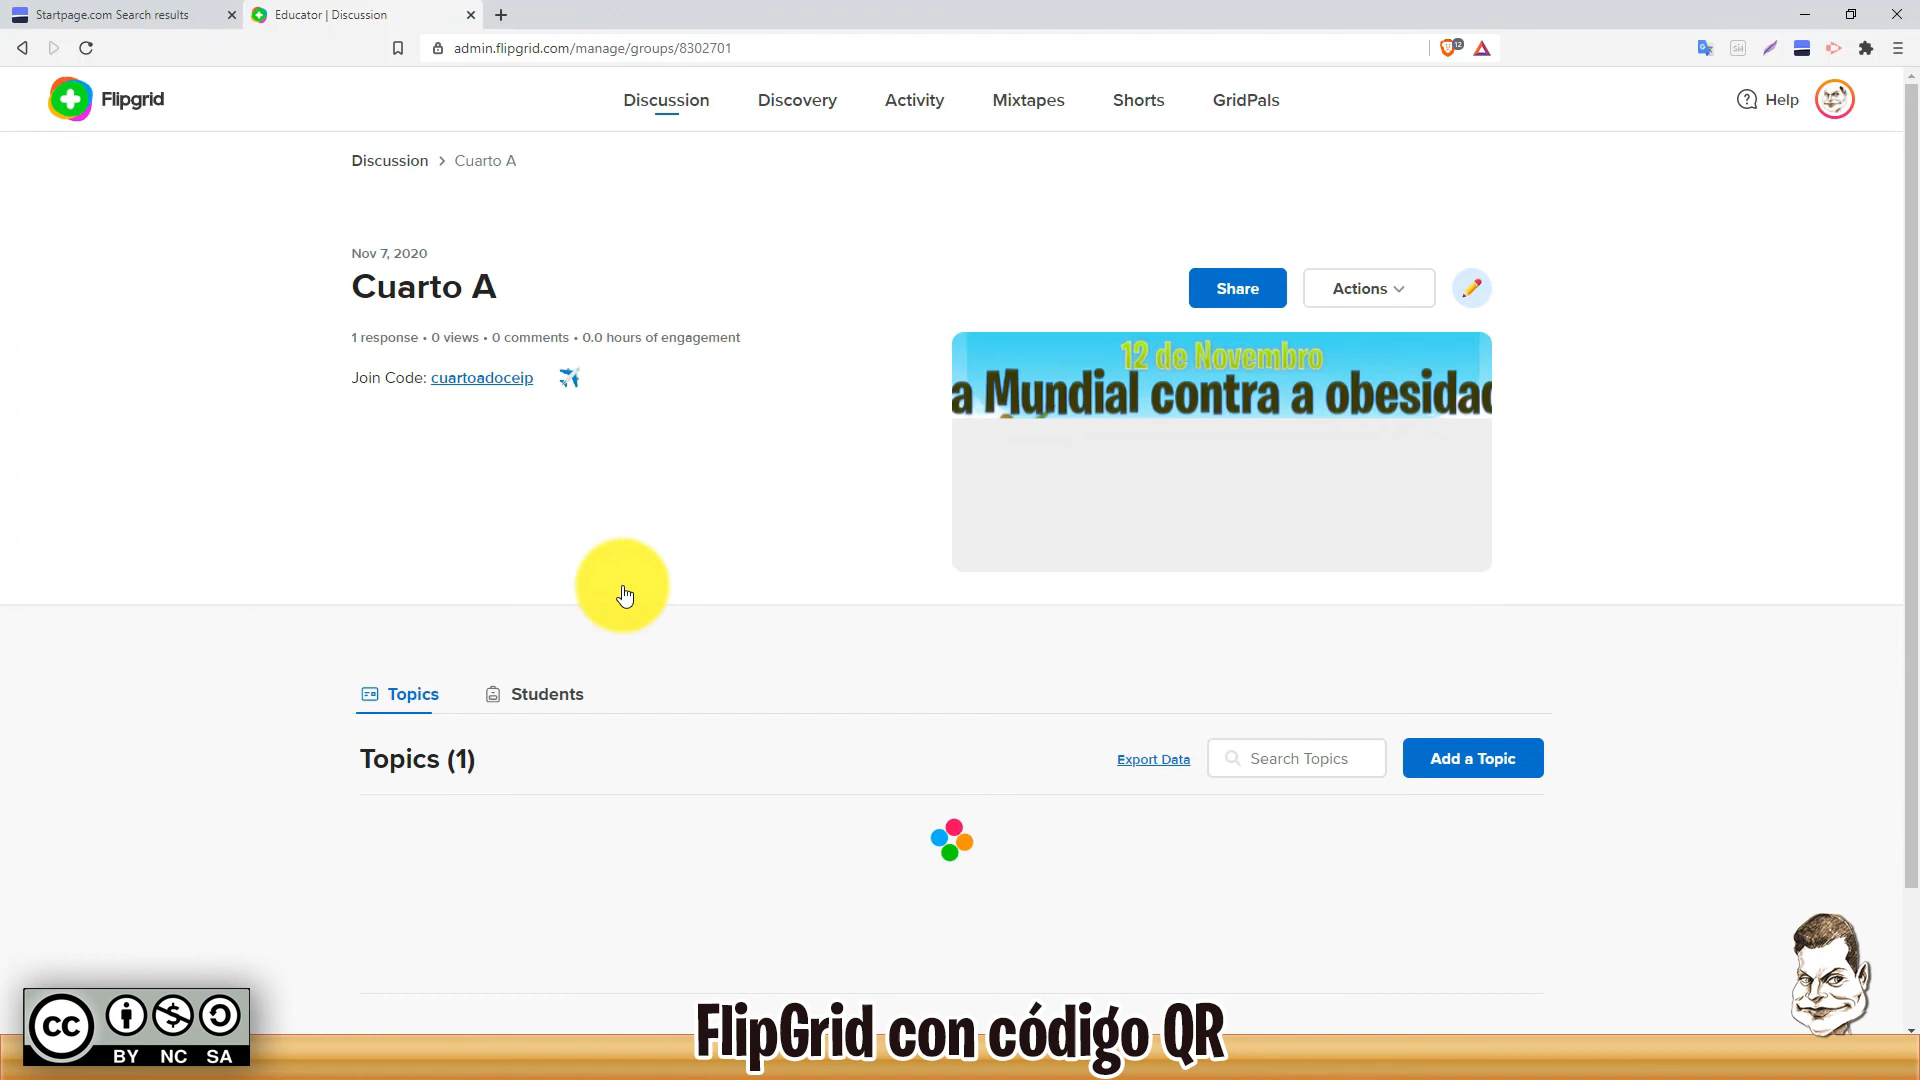 Startpage.com Search results
Educator | Discussion
admin.flipgrid.com/manage/groups/8302701
12
Flipgrid
Discussion
Discovery
Activity
Mixtapes
Shorts
GridPals
Help
Discussion > Cuarto A
Nov 7, 2020
Cuarto A
Share
Actions
1 response • 0 views • 0 comments • 0.0 hours of engagement
Join Code: cuartoadoceip
12 de Novembro
a Mundial contra a obesidad
Topics
Students
Topics (1)
Export Data
Search Topics
Add a Topic
cc
BY NC SA
FlipGrid con código QR